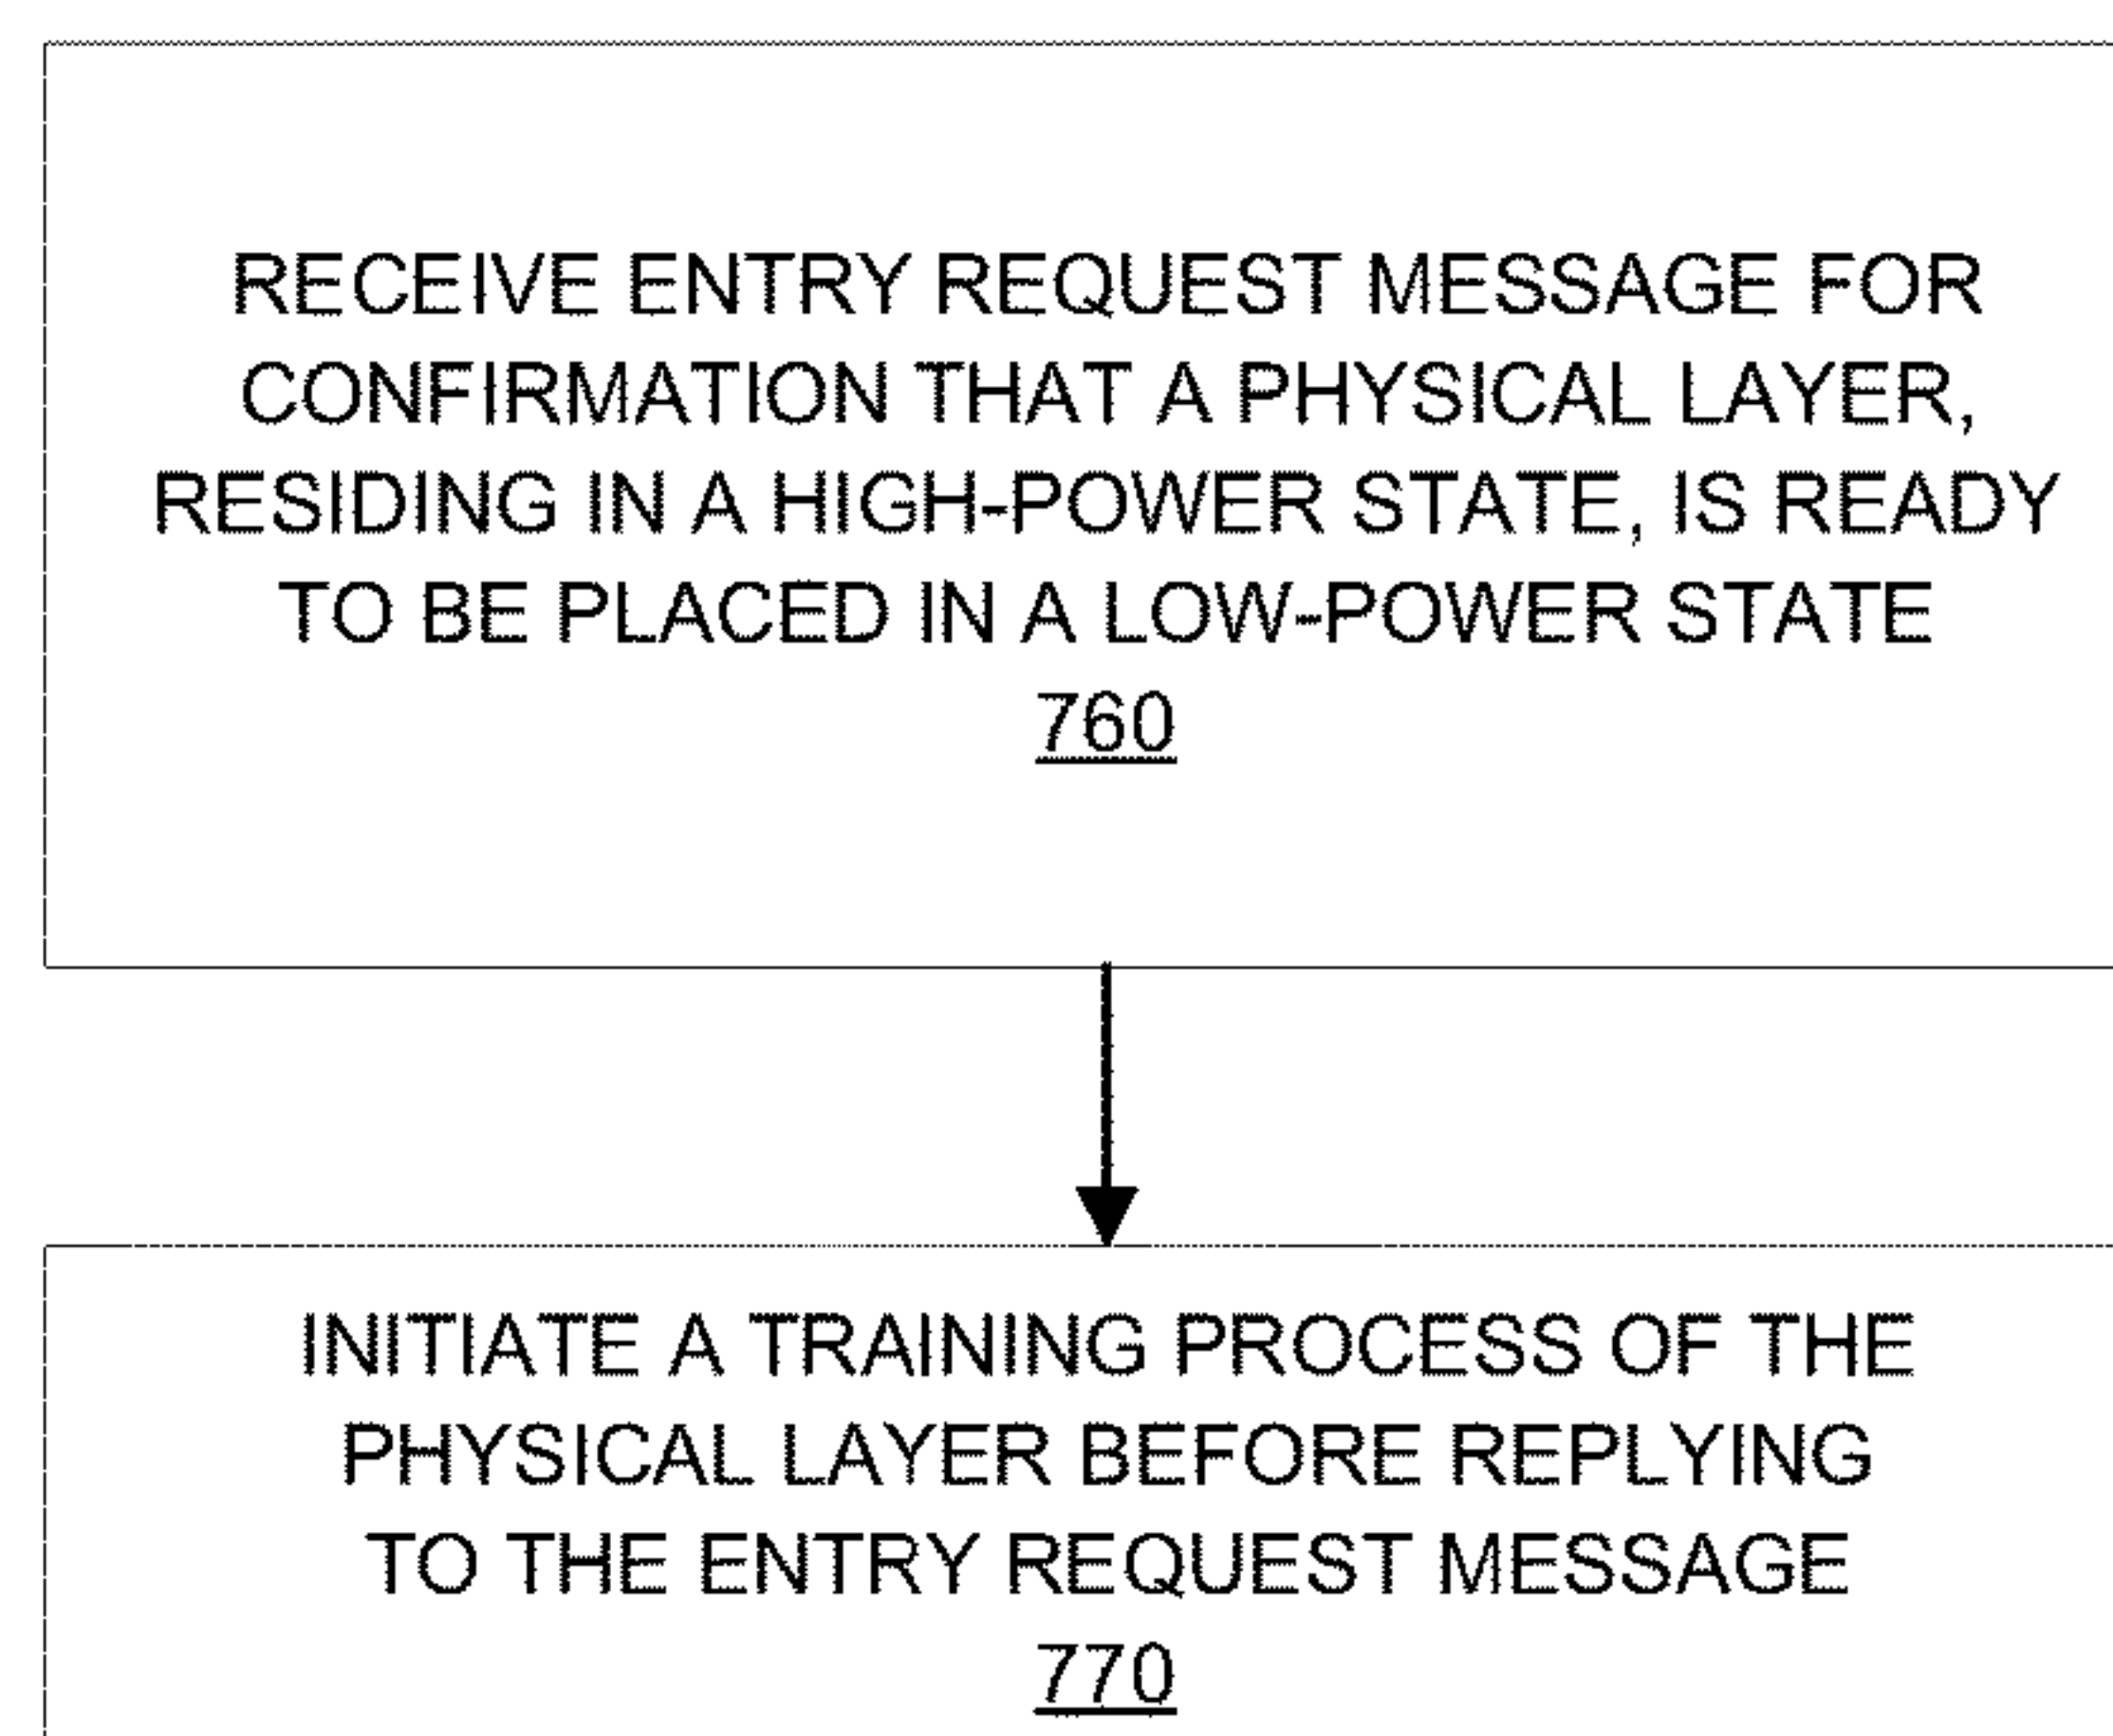 RECEIVE ENTRY REQUEST MESSAGE FOR
CONFIRMATION THAT A PHYSICAL LAYER,
RESIDING IN A HIGH-POWER STATE, IS READY
TO BE PLACED IN A LOW-POWER STATE
760
INITIATE A TRAINING PROCESS OF THE
PHYSICAL LAYER BEFORE REPLYING
TO THE ENTRY REQUEST MESSAGE
770